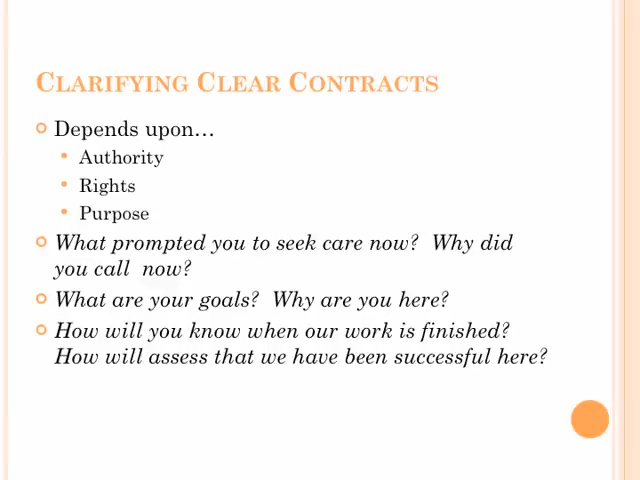 CLARIFYING CLEAR CONTRACTS
Depends upon…
Authority
Rights
Purpose
What prompted you to seek care now?  Why did
you call  now?
What are your goals?  Why are you here?
How will you know when our work is finished?
How will assess that we have been successful here?